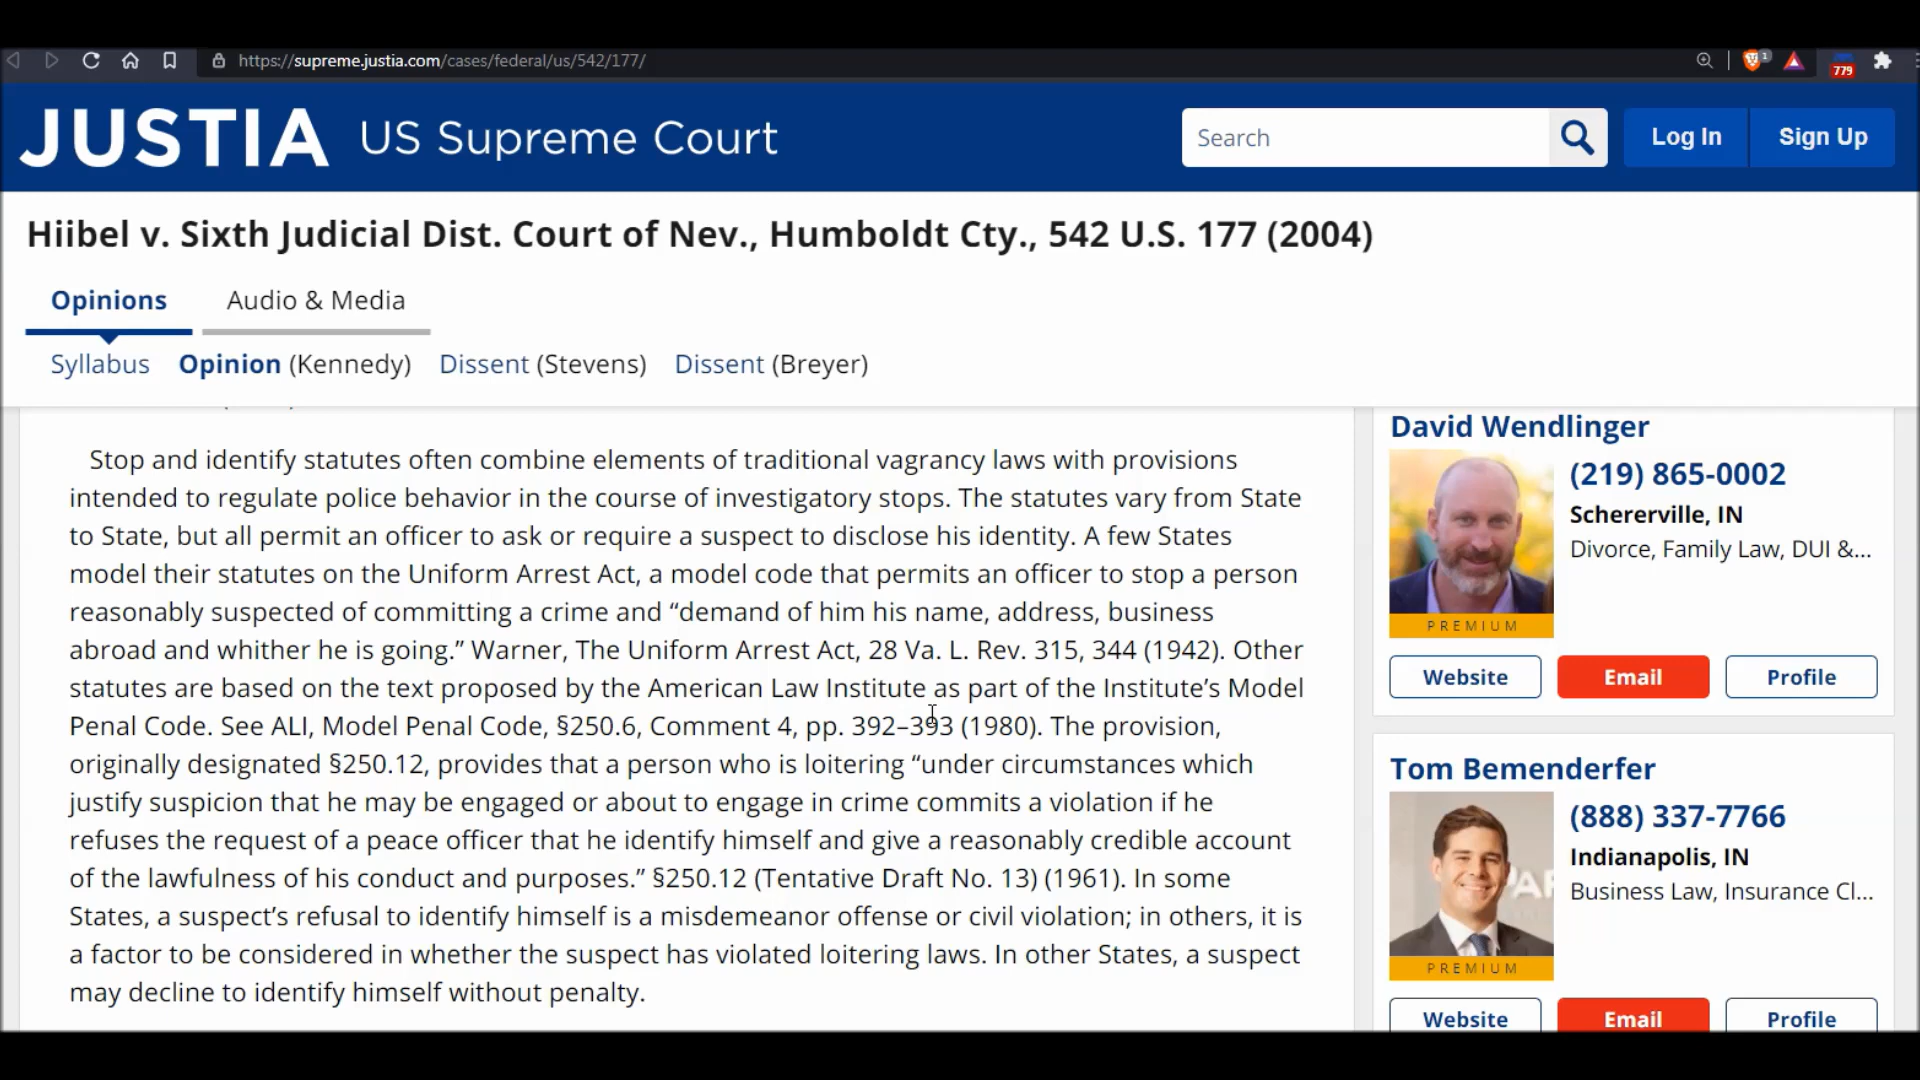 https://supreme.justia.com/cases/federal/us/542/177/
1
779
JUSTIA US Supreme Court
Search
Log In
Sign Up
Hiibel v. Sixth Judicial Dist. Court of Nev., Humboldt Cty., 542 U.S. 177 (2004)
Opinions
Audio & Media
Syllabus
Opinion (Kennedy)
Dissent (Stevens)
Dissent (Breyer)
Stop and identify statutes often combine elements of traditional vagrancy laws with provisions
intended to regulate police behavior in the course of investigatory stops. The statutes vary from State
to State, but all permit an officer to ask or require a suspect to disclose his identity. A few States
model their statutes on the Uniform Arrest Act, a model code that permits an officer to stop a person
reasonably suspected of committing a crime and “demand of him his name, address, business
abroad and whither he is going.” Warner, The Uniform Arrest Act, 28 Va. L. Rev. 315, 344 (1942). Other
statutes are based on the text proposed by the American Law Institute as part of the Institute’s Model
Penal Code. See ALI, Model Penal Code, §250.6, Comment 4, pp. 392–393 (1980). The provision,
originally designated §250.12, provides that a person who is loitering “under circumstances which
justify suspicion that he may be engaged or about to engage in crime commits a violation if he
refuses the request of a peace officer that he identify himself and give a reasonably credible account
of the lawfulness of his conduct and purposes.” §250.12 (Tentative Draft No. 13) (1961). In some
States, a suspect’s refusal to identify himself is a misdemeanor offense or civil violation; in others, it is
a factor to be considered in whether the suspect has violated loitering laws. In other States, a suspect
may decline to identify himself without penalty.
David Wendlinger
(219) 865-0002
Schererville, IN
Divorce, Family Law, DUI &...
PREMIUM
Website
Email
Profile
Tom Bemenderfer
(888) 337-7766
Indianapolis, IN
Business Law, Insurance Cl...
PREMIUM
Website
Email
Profile